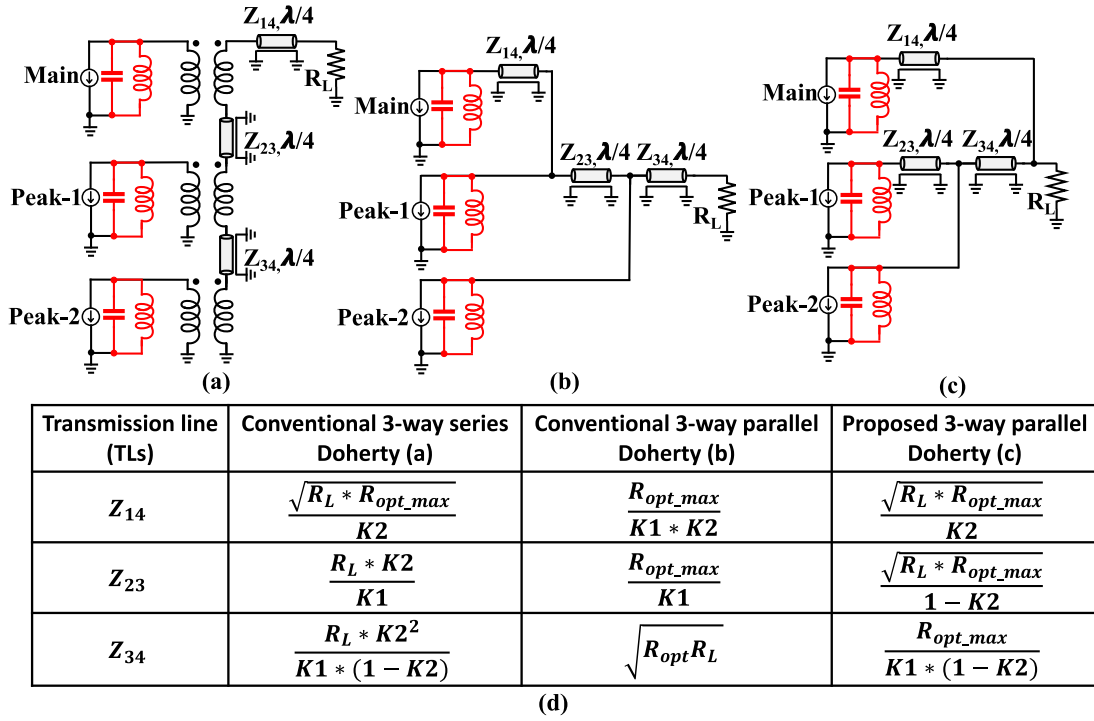 Z14,λ/4
Main
RL
Z23,λ/4
Peak-1
Z34,λ/4
Peak-2
(a)
Z14,λ/4
Main
Z23,λ/4 Z34,λ/4
Peak-1
RL
Peak-2
(b)
Z14,λ/4
Main
Z23,λ/4 Z34,λ/4
Peak-1
RL
Peak-2
(c)
Transmission line (TLs) | Conventional 3-way series Doherty (a) | Conventional 3-way parallel Doherty (b) | Proposed 3-way parallel Doherty (c)
Z14 | √(RL * Ropt_max) / K2 | Ropt_max / (K1 * K2) | √(RL * Ropt_max) / K2
Z23 | RL * K2 / K1 | Ropt_max / K1 | √(RL * Ropt_max) / (1 − K2)
Z34 | RL * K2² / (K1 * (1 − K2)) | √(RoptRL) | Ropt_max / (K1 * (1 − K2))
(d)